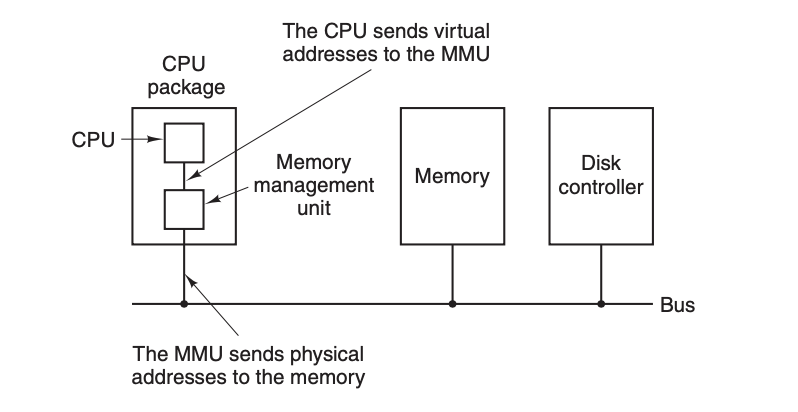 The CPU sends virtual
addresses to the MMU
CPU
package
CPU
Memory
management
unit
Memory
Disk
controller
Bus
The MMU sends physical
addresses to the memory